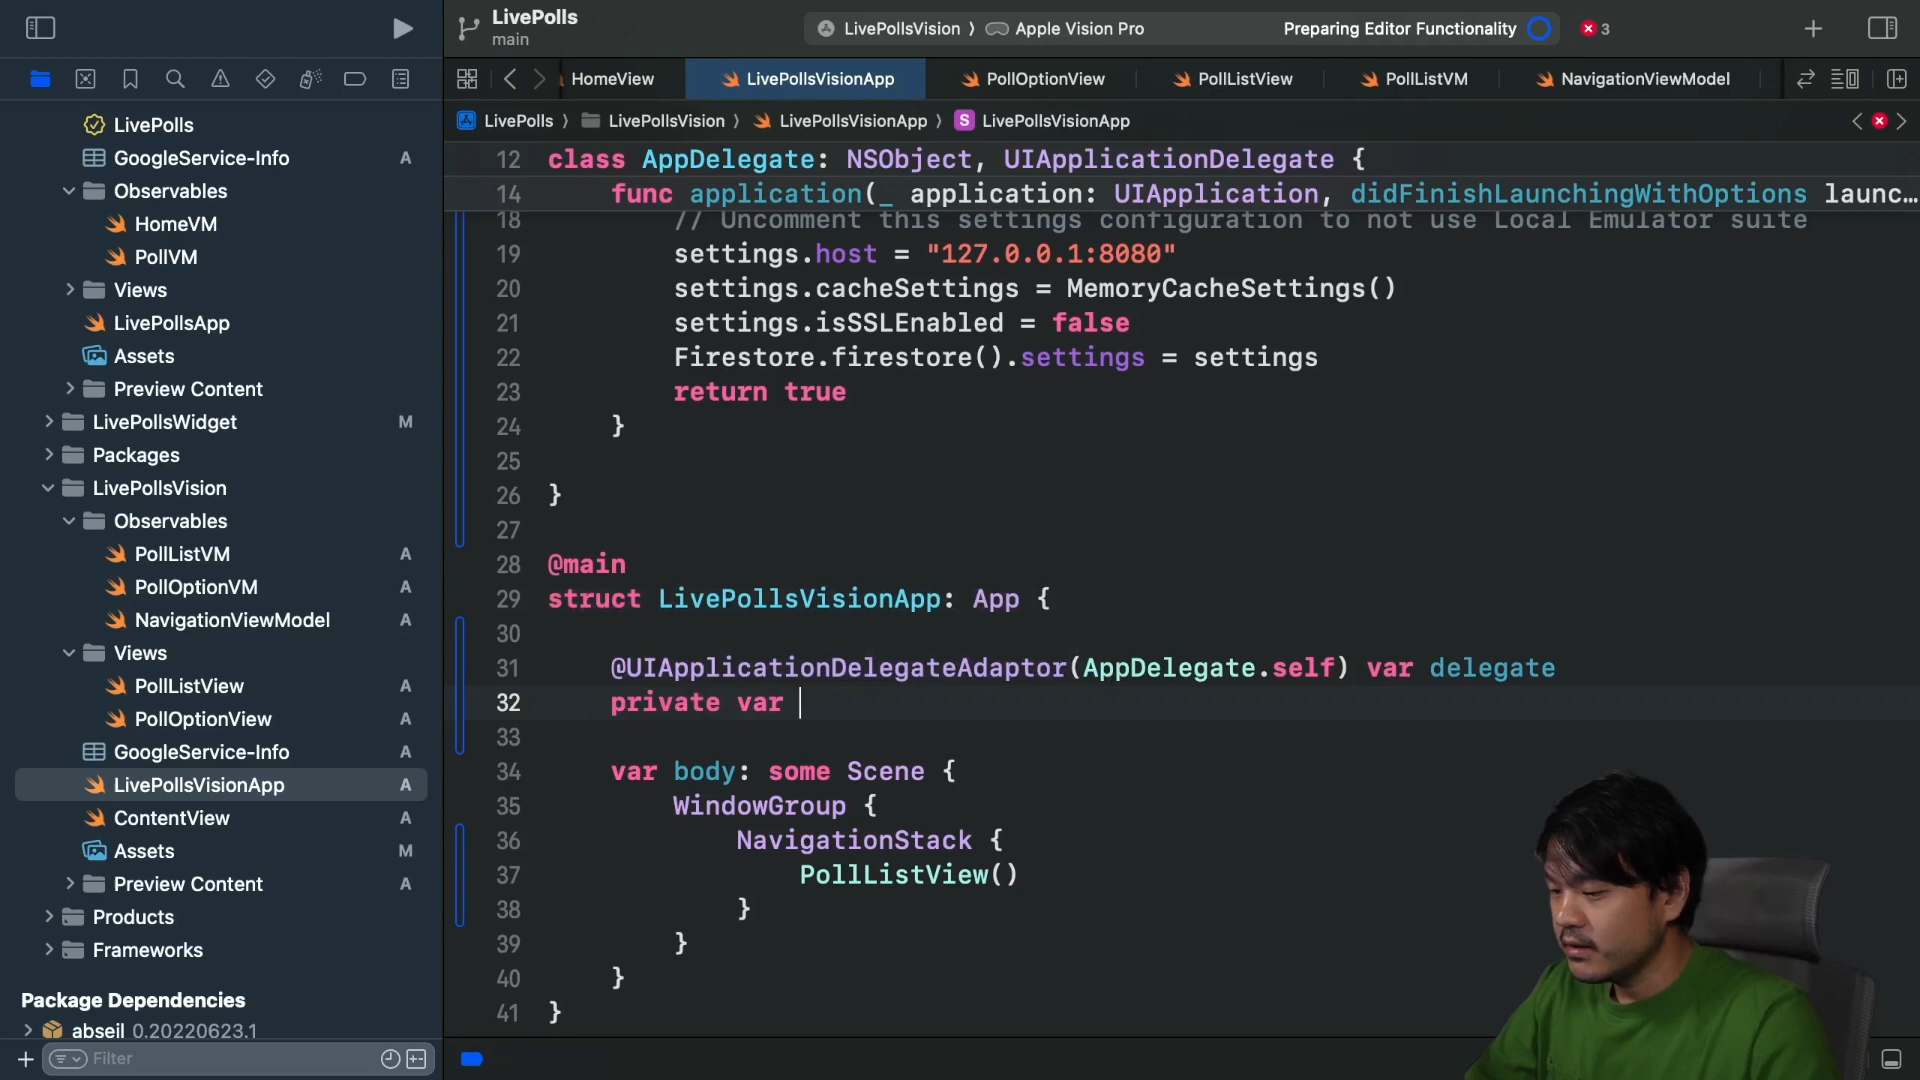 LivePolls
main
LivePollsVision
Apple Vision Pro
Preparing Editor Functionality
3
HomeView
LivePollsVisionApp
PollOptionView
PollListView
PollListVM
NavigationViewModel
LivePolls
LivePollsVision
LivePollsVisionApp
S
LivePollsVisionApp
LivePolls
GoogleService-Info A
Observables
HomeVM
PollVM
Views
LivePollsApp
Assets
Preview Content
LivePollsWidget M
Packages
LivePollsVision
Observables
PollListVM A
PollOptionVM A
NavigationViewModel A
Views
PollListView A
PollOptionView A
GoogleService-Info A
LivePollsVisionApp A
ContentView A
Assets M
Preview Content A
Products
Frameworks
Package Dependencies
abseil 0.20220623.1
Filter
12 class AppDelegate: NSObject, UIApplicationDelegate {
14 func application(_ application: UIApplication, didFinishLaunchingWithOptions launc...
18 // Uncomment this settings configuration to not use Local Emulator suite
19 settings.host = "127.0.0.1:8080"
20 settings.cacheSettings = MemoryCacheSettings()
21 settings.isSSLEnabled = false
22 Firestore.firestore().settings = settings
23 return true
24 }
25
26 }
27
28 @main
29 struct LivePollsVisionApp: App {
30
31 @UIApplicationDelegateAdaptor(AppDelegate.self) var delegate
32 private var
33
34 var body: some Scene {
35 WindowGroup {
36 NavigationStack {
37 PollListView()
38 }
39 }
40 }
41 }